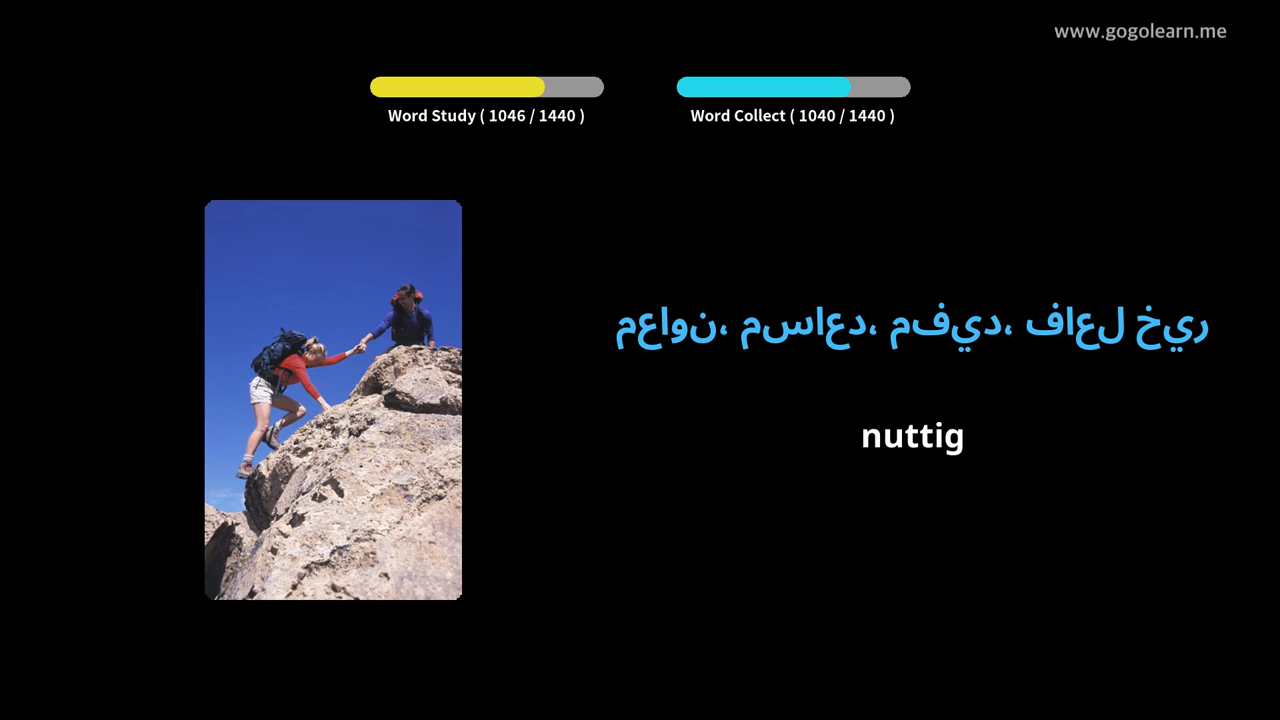 www.gogolearn.me
Word Study ( 1046 / 1440 )
Word Collect ( 1040 / 1440 )
معاون، مساعد، مفيد، فاعل خير
nuttig